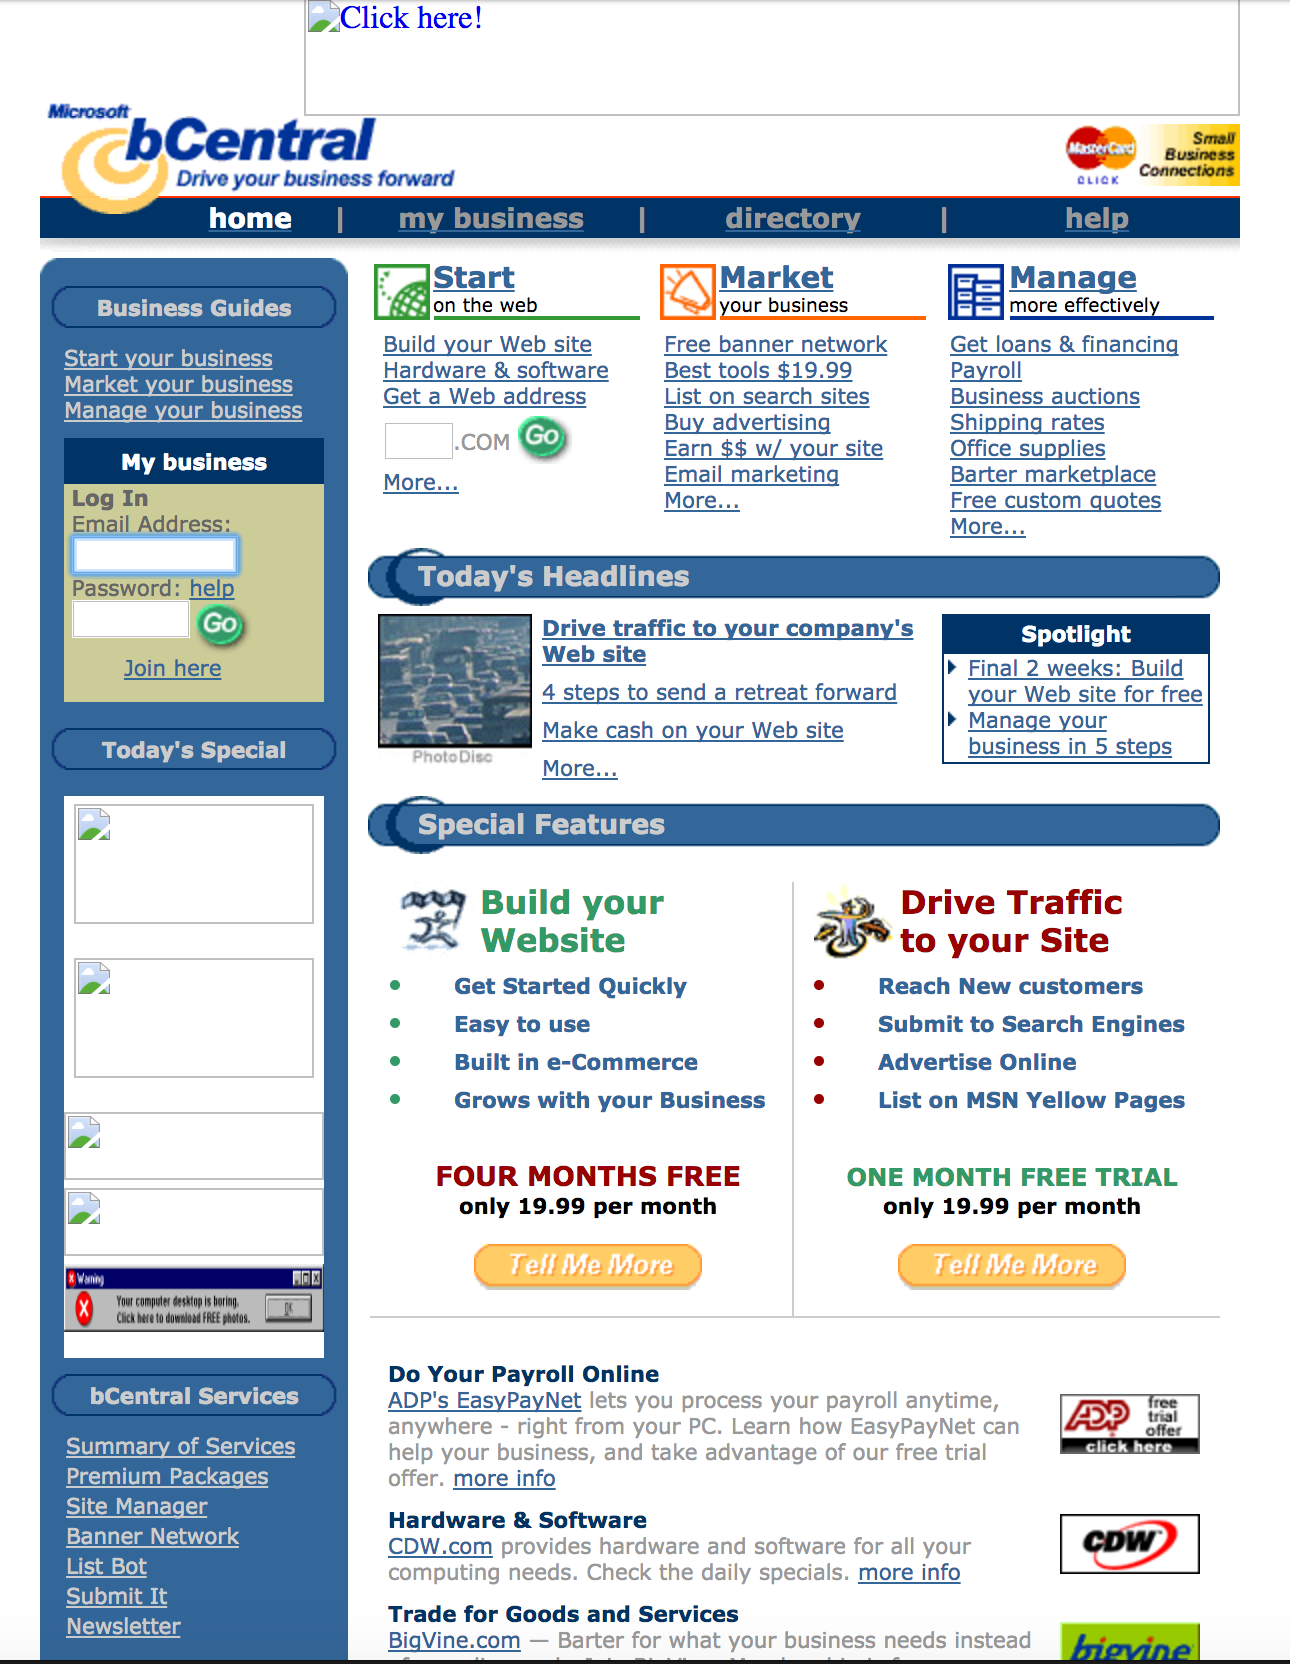 Click here!
Microsoft
bCentral
Drive your business forward
MasterCard
CLICK
Small
Business
Connections
home | my business | directory | help
Business Guides
Start your business
Market your business
Manage your business
My business
Log In
Email Address:
Password: help
Go
Join here
Today's Special
Warning
Your computer desktop is boring.
Click here to download FREE photos.
OK
bCentral Services
Summary of Services
Premium Packages
Site Manager
Banner Network
List Bot
Submit It
Newsletter
Start
on the web
Build your Web site
Hardware & software
Get a Web address
.COM Go
More...
Market
your business
Free banner network
Best tools $19.99
List on search sites
Buy advertising
Earn $$ w/ your site
Email marketing
More...
Manage
more effectively
Get loans & financing
Payroll
Business auctions
Shipping rates
Office supplies
Barter marketplace
Free custom quotes
More...
Today's Headlines
PhotoDisc
Drive traffic to your company's
Web site
4 steps to send a retreat forward
Make cash on your Web site
More...
Spotlight
Final 2 weeks: Build
your Web site for free
Manage your
business in 5 steps
Special Features
Build your
Website
• Get Started Quickly
• Easy to use
• Built in e-Commerce
• Grows with your Business
FOUR MONTHS FREE
only 19.99 per month
Tell Me More
Drive Traffic
to your Site
• Reach New customers
• Submit to Search Engines
• Advertise Online
• List on MSN Yellow Pages
ONE MONTH FREE TRIAL
only 19.99 per month
Tell Me More
Do Your Payroll Online
ADP's EasyPayNet lets you process your payroll anytime,
anywhere - right from your PC. Learn how EasyPayNet can
help your business, and take advantage of our free trial
offer. more info
ADP
free
trial
offer
click here
Hardware & Software
CDW.com provides hardware and software for all your
computing needs. Check the daily specials. more info
CDW™
Trade for Goods and Services
BigVine.com — Barter for what your business needs instead
bigvine